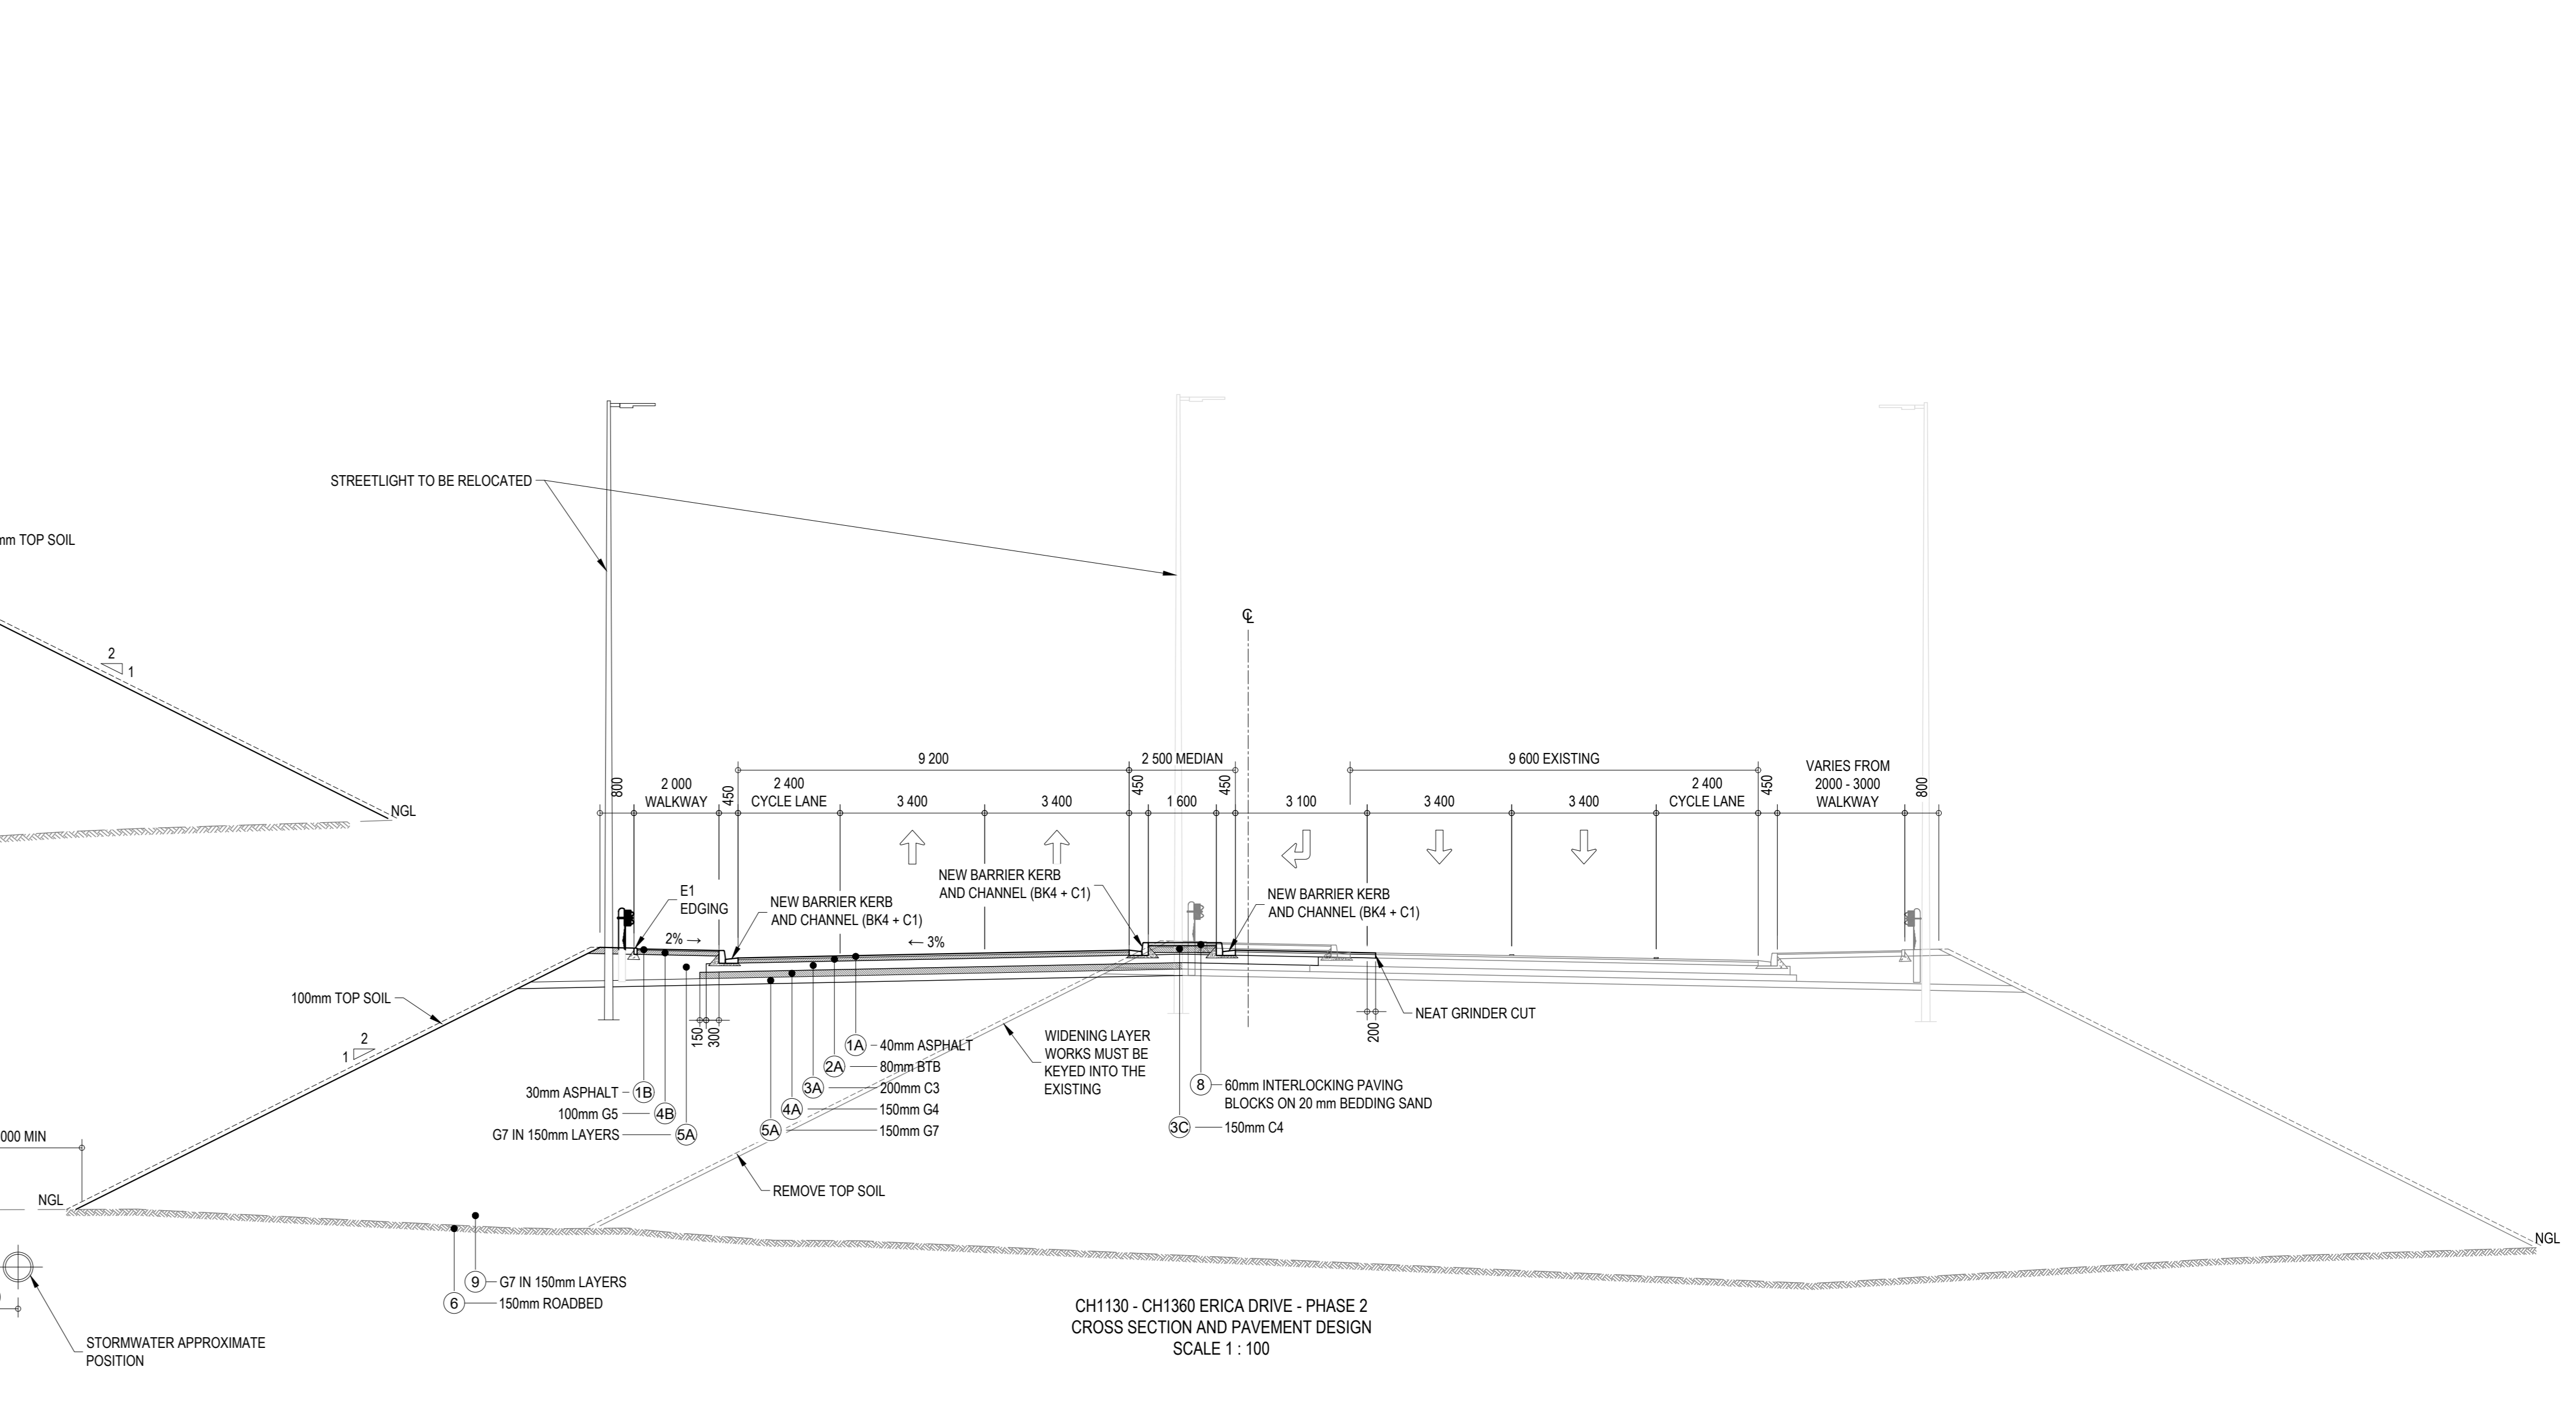 STREETLIGHT TO BE RELOCATED
mm TOP SOIL
2
1
NGL
℄
9 200
2 500 MEDIAN
9 600 EXISTING
800
2 000
WALKWAY
450
2 400
CYCLE LANE
3 400
3 400
450
1 600
450
3 100
3 400
3 400
2 400
CYCLE LANE
450
VARIES FROM
2000 - 3000
WALKWAY
800
E1
EDGING
NEW BARRIER KERB
AND CHANNEL (BK4 + C1)
NEW BARRIER KERB
AND CHANNEL (BK4 + C1)
NEW BARRIER KERB
AND CHANNEL (BK4 + C1)
2% →
← 3%
100mm TOP SOIL
2
1
150
300
200
NEAT GRINDER CUT
WIDENING LAYER
WORKS MUST BE
KEYED INTO THE
EXISTING
1A 40mm ASPHALT
2A 80mm BTB
3A 200mm C3
4A 150mm G4
5A 150mm G7
30mm ASPHALT 1B
100mm G5 4B
G7 IN 150mm LAYERS 5A
8 60mm INTERLOCKING PAVING
BLOCKS ON 20 mm BEDDING SAND
3C 150mm C4
000 MIN
REMOVE TOP SOIL
NGL
NGL
9 G7 IN 150mm LAYERS
6 150mm ROADBED
STORMWATER APPROXIMATE
POSITION
CH1130 - CH1360 ERICA DRIVE - PHASE 2
CROSS SECTION AND PAVEMENT DESIGN
SCALE 1 : 100